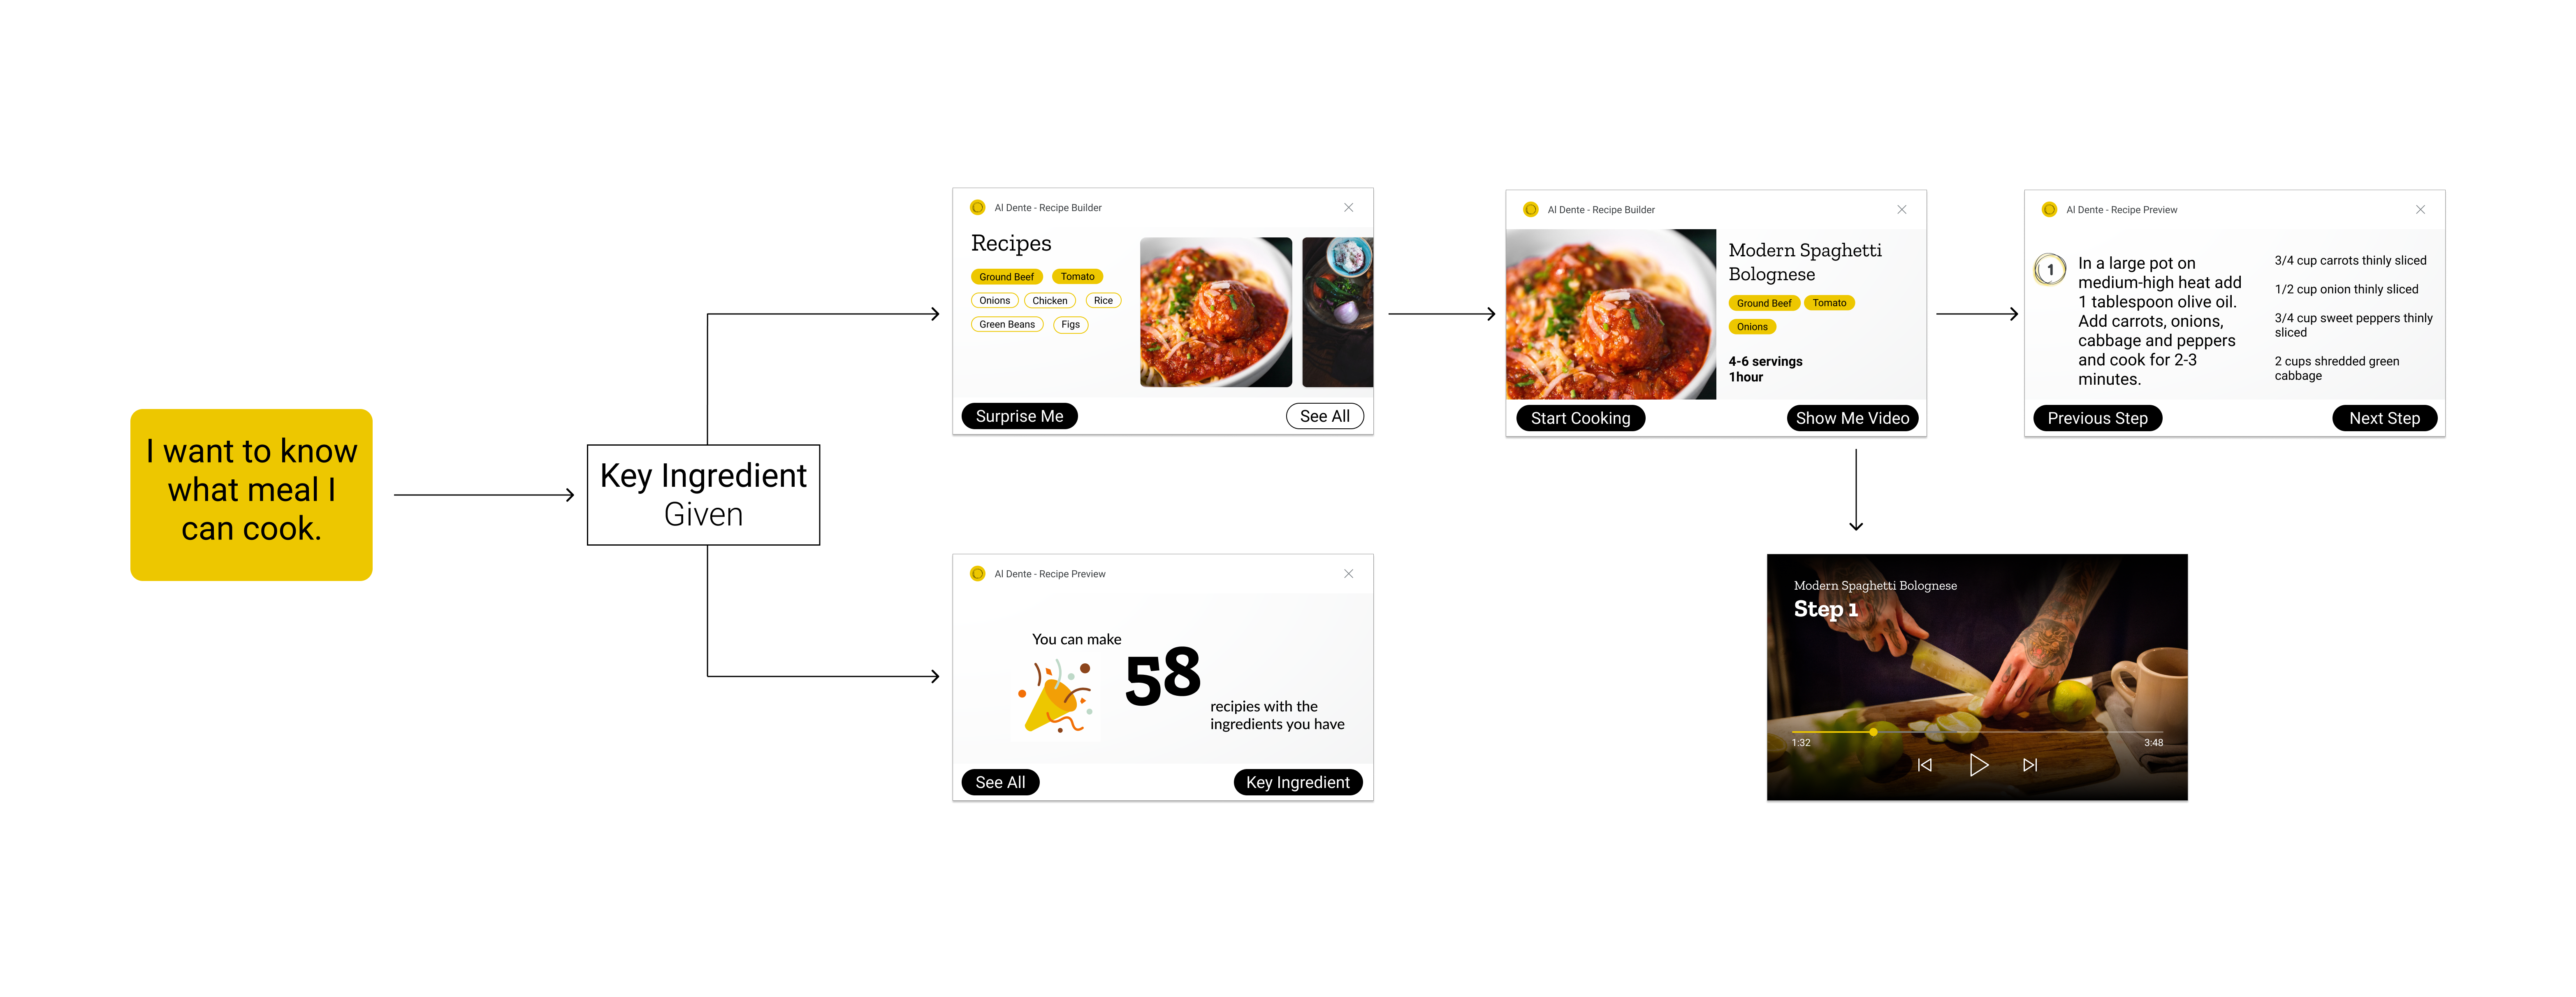 I want to know
what meal I
can cook.
Key Ingredient
Given
Al Dente - Recipe Builder
Recipes
Ground Beef
Tomato
Onions
Chicken
Rice
Green Beans
Figs
Surprise Me
See All
Al Dente - Recipe Builder
Modern Spaghetti
Bolognese
Ground Beef
Tomato
Onions
4-6 servings
1hour
Start Cooking
Show Me Video
Al Dente - Recipe Preview
1
In a large pot on
medium-high heat add
1 tablespoon olive oil.
Add carrots, onions,
cabbage and peppers
and cook for 2-3
minutes.
3/4 cup carrots thinly sliced
1/2 cup onion thinly sliced
3/4 cup sweet peppers thinly
sliced
2 cups shredded green
cabbage
Previous Step
Next Step
Al Dente - Recipe Preview
You can make
58
recipies with the
ingredients you have
See All
Key Ingredient
Modern Spaghetti Bolognese
Step 1
1:32
3:48